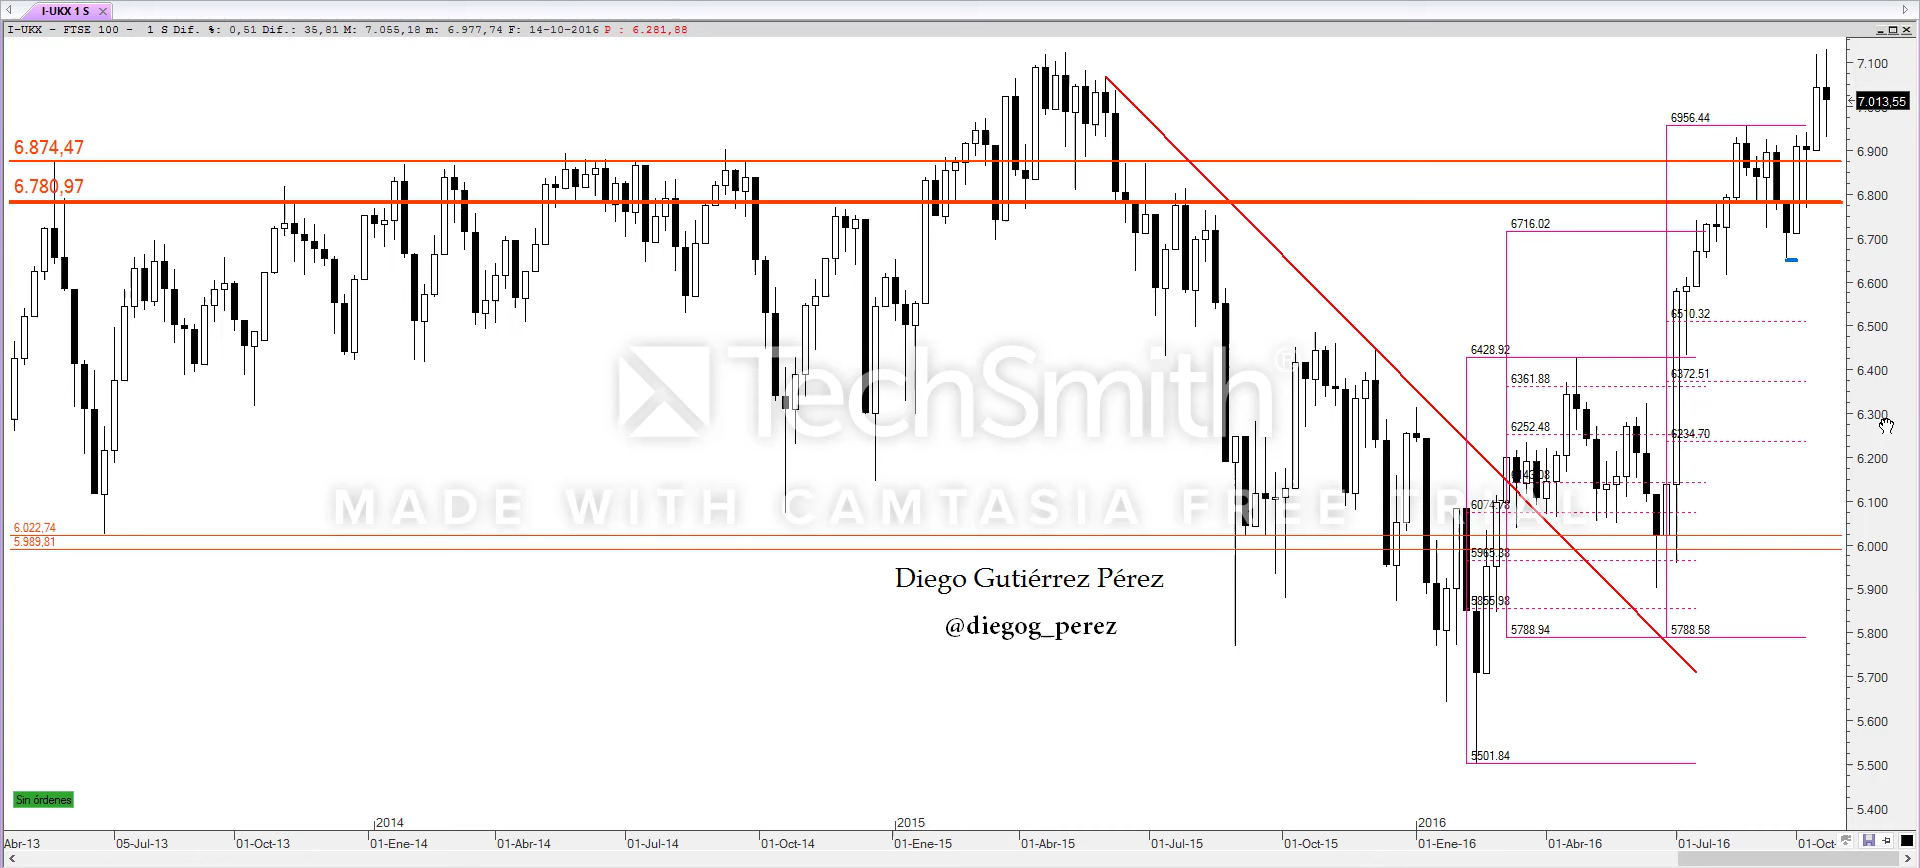 I-UKX 1 S
I-UKX - FTSE 100 - 1 S Dif. %: 0,51 Dif.: 35,81 M: 7.055,18 m: 6.977,74 F: 14-10-2016 P : 6.281,88
7.100
7.013,55
6956.44
6.874,47
6.900
6.780,97
6.800
6716.02
6.700
6.600
6510.32
6.500
6428.92
6.400
6361.88
6372.51
TechSmith®
6.300
6252.48
6234.70
6.200
6143.08
MADE WITH CAMTASIA FREE TRIAL
6074.78
6.100
6.022,74
5.989,81
6.000
5965.38
Diego Gutiérrez Pérez
5.900
5855.98
@diegog_perez
5788.94
5788.58
5.800
5.700
5.600
5501.84
5.500
Sin órdenes
5.400
2014
2015
2016
Abr-13
05-Jul-13
01-Oct-13
01-Ene-14
01-Abr-14
01-Jul-14
01-Oct-14
01-Ene-15
01-Abr-15
01-Jul-15
01-Oct-15
01-Ene-16
01-Abr-16
01-Jul-16
01-Oct-